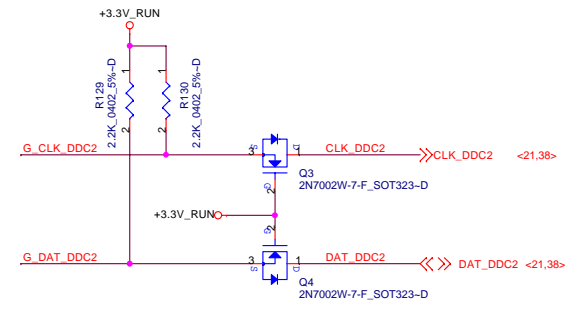 +3.3V_RUN
1
1
R129
2.2K_0402_5%~D
R130
2.2K_0402_5%~D
2
2
G_CLK_DDC2
3
S
D
1
CLK_DDC2
CLK_DDC2
<21,38>
G
2
Q3
2N7002W-7-F_SOT323~D
+3.3V_RUN
2
G
G_DAT_DDC2
3
S
D
1
DAT_DDC2
DAT_DDC2
<21,38>
Q4
2N7002W-7-F_SOT323~D